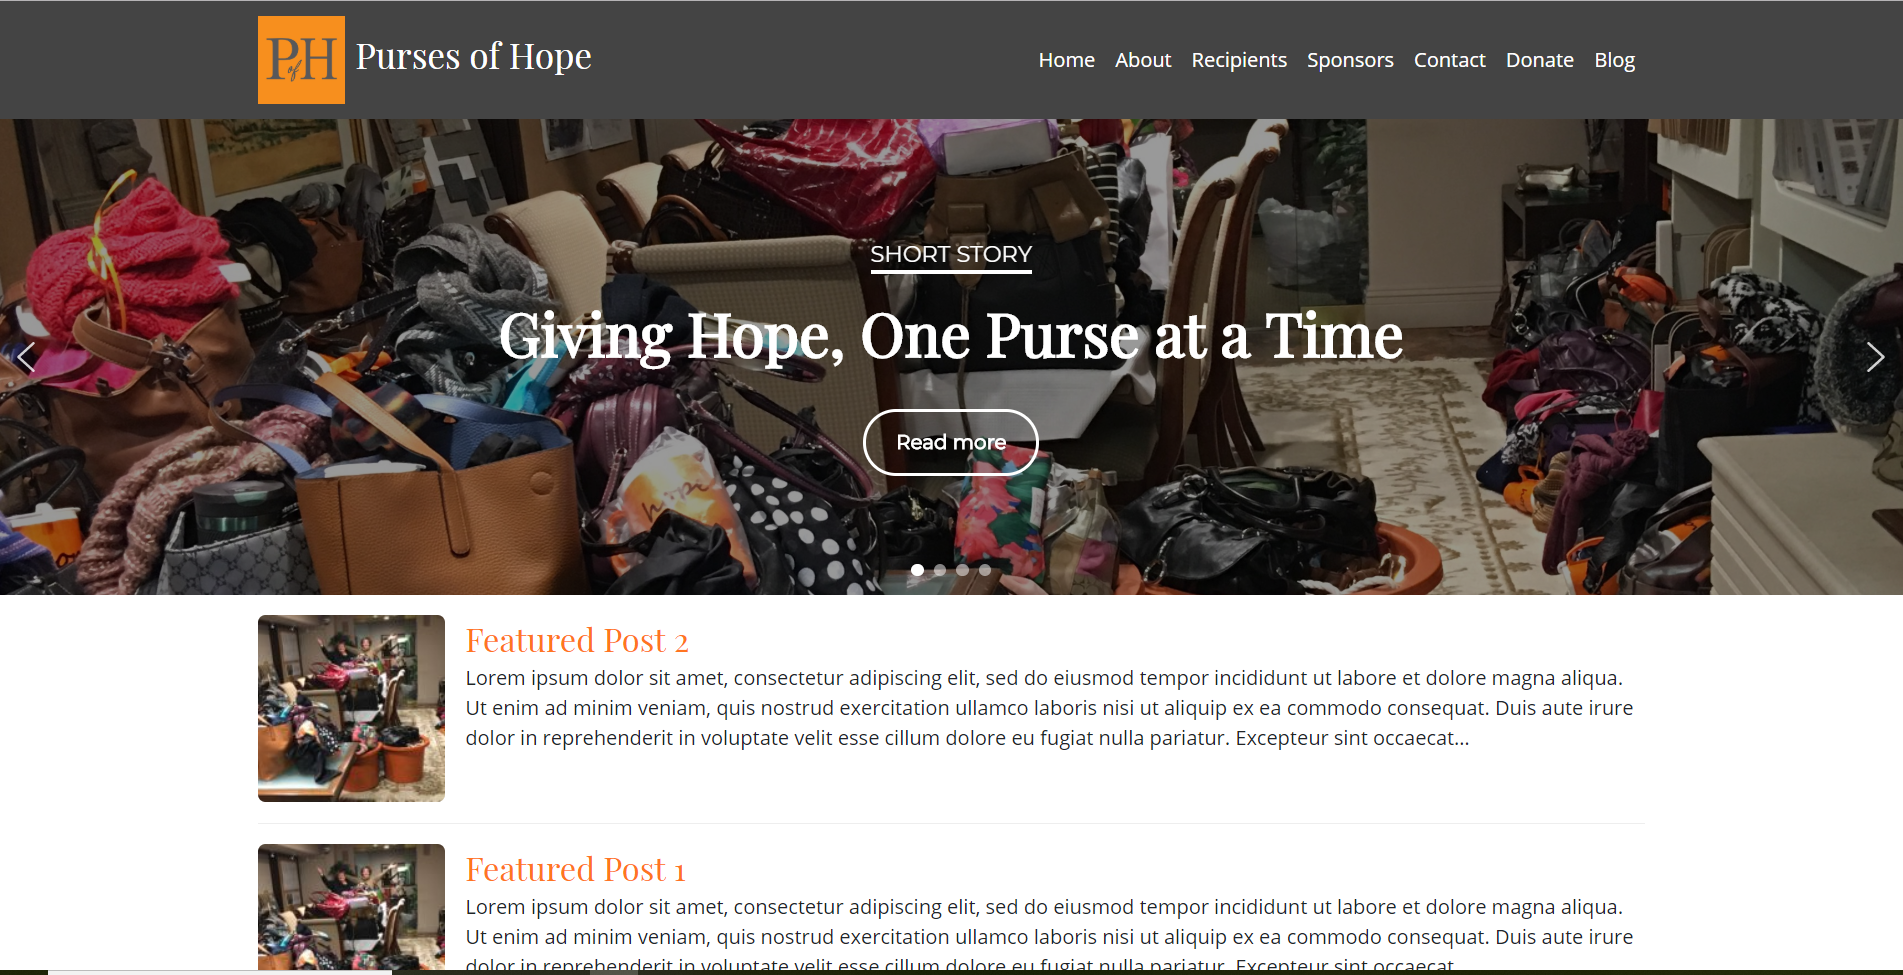 PofH
Purses of Hope
Home About Recipients Sponsors Contact Donate Blog
SHORT STORY
Giving Hope, One Purse at a Time
Read more
hope
Featured Post 2
Lorem ipsum dolor sit amet, consectetur adipiscing elit, sed do eiusmod tempor incididunt ut labore et dolore magna aliqua.
Ut enim ad minim veniam, quis nostrud exercitation ullamco laboris nisi ut aliquip ex ea commodo consequat. Duis aute irure
dolor in reprehenderit in voluptate velit esse cillum dolore eu fugiat nulla pariatur. Excepteur sint occaecat...
Featured Post 1
Lorem ipsum dolor sit amet, consectetur adipiscing elit, sed do eiusmod tempor incididunt ut labore et dolore magna aliqua.
Ut enim ad minim veniam, quis nostrud exercitation ullamco laboris nisi ut aliquip ex ea commodo consequat. Duis aute irure
dolor in reprehenderit in voluptate velit esse cillum dolore eu fugiat nulla pariatur. Excepteur sint occaecat